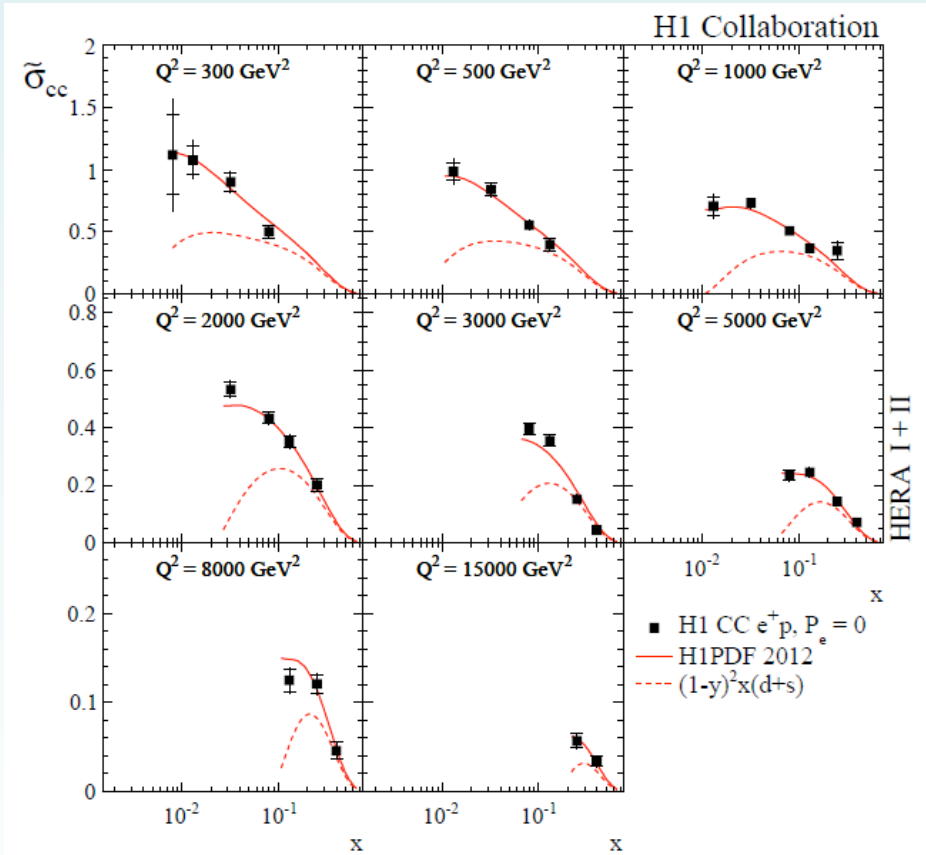 H1 Collaboration
σ̃cc
2
1.5
1
0.5
0
Q² = 300 GeV²
Q² = 500 GeV²
Q² = 1000 GeV²
0.8
0.6
0.4
0.2
0
Q² = 2000 GeV²
Q² = 3000 GeV²
Q² = 5000 GeV²
HERA I + II
10⁻²
10⁻¹
x
0.2
0.1
0
Q² = 8000 GeV²
Q² = 15000 GeV²
H1 CC e⁺p, Pₑ = 0
H1PDF 2012
(1-y)²x(d+s)
10⁻²
10⁻¹
x
10⁻²
10⁻¹
x